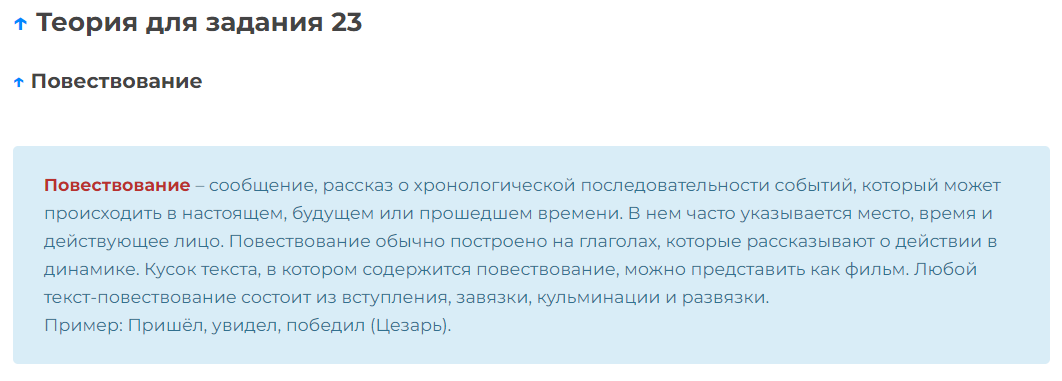 ↑ Теория для задания 23
↑ Повествование
Повествование – сообщение, рассказ о хронологической последовательности событий, который может
происходить в настоящем, будущем или прошедшем времени. В нем часто указывается место, время и
действующее лицо. Повествование обычно построено на глаголах, которые рассказывают о действии в
динамике. Кусок текста, в котором содержится повествование, можно представить как фильм. Любой
текст-повествование состоит из вступления, завязки, кульминации и развязки.
Пример: Пришёл, увидел, победил (Цезарь).